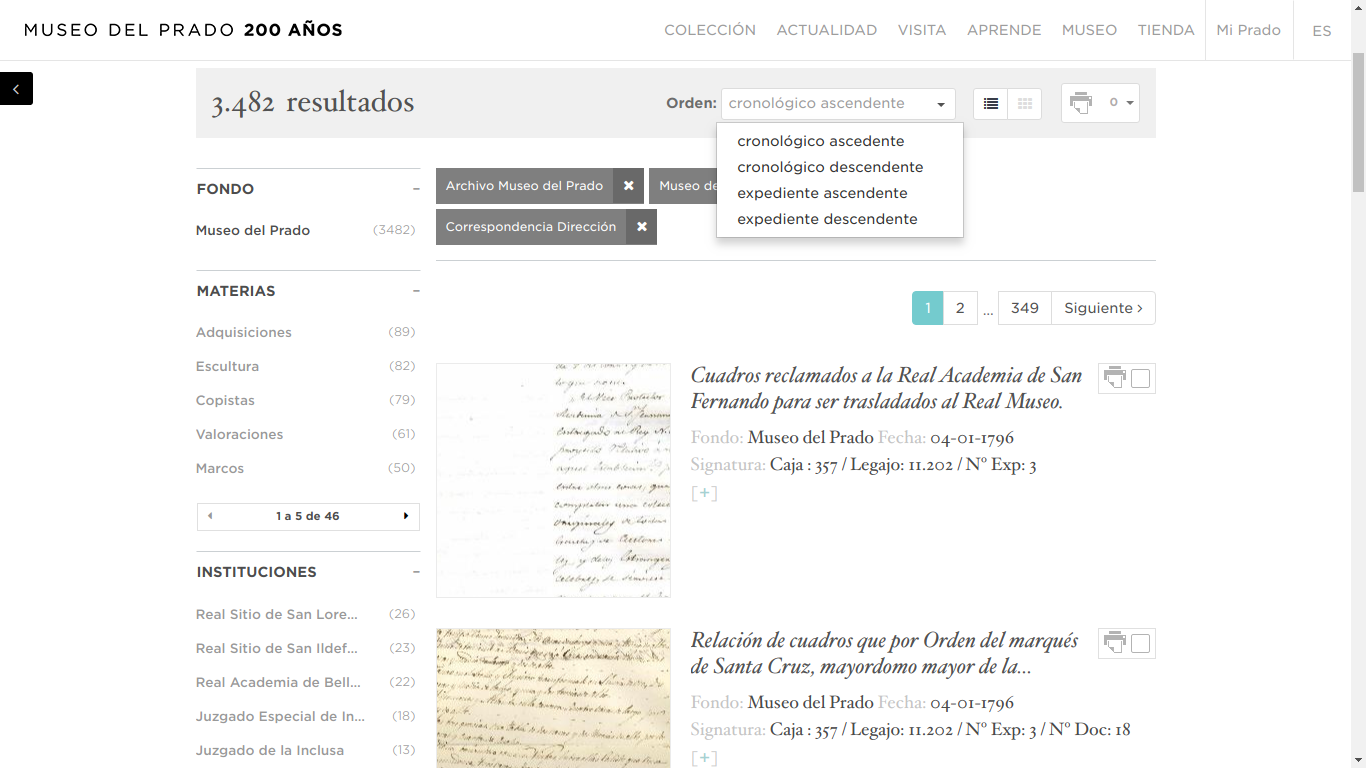 MUSEO DEL PRADO 200 AÑOS
COLECCIÓN ACTUALIDAD VISITA APRENDE MUSEO TIENDA Mi Prado ES
3.482 resultados
Orden: cronológico ascendente
0
cronológico ascedente
cronológico descendente
expediente ascendente
expediente descendente
FONDO −
Museo del Prado (3482)
MATERIAS −
Adquisiciones (89)
Escultura (82)
Copistas (79)
Valoraciones (61)
Marcos (50)
1 a 5 de 46
INSTITUCIONES −
Real Sitio de San Lore... (26)
Real Sitio de San Ildef... (23)
Real Academia de Bell... (22)
Juzgado Especial de In... (18)
Juzgado de la Inclusa (13)
Archivo Museo del Prado ✖ Museo de
Correspondencia Dirección ✖
1 2 ... 349 Siguiente ›
Cuadros reclamados a la Real Academia de San
Fernando para ser trasladados al Real Museo.
Fondo: Museo del Prado Fecha: 04-01-1796
Signatura: Caja : 357 / Legajo: 11.202 / Nº Exp: 3
[+]
Relación de cuadros que por Orden del marqués
de Santa Cruz, mayordomo mayor de la...
Fondo: Museo del Prado Fecha: 04-01-1796
Signatura: Caja : 357 / Legajo: 11.202 / Nº Exp: 3 / Nº Doc: 18
[+]